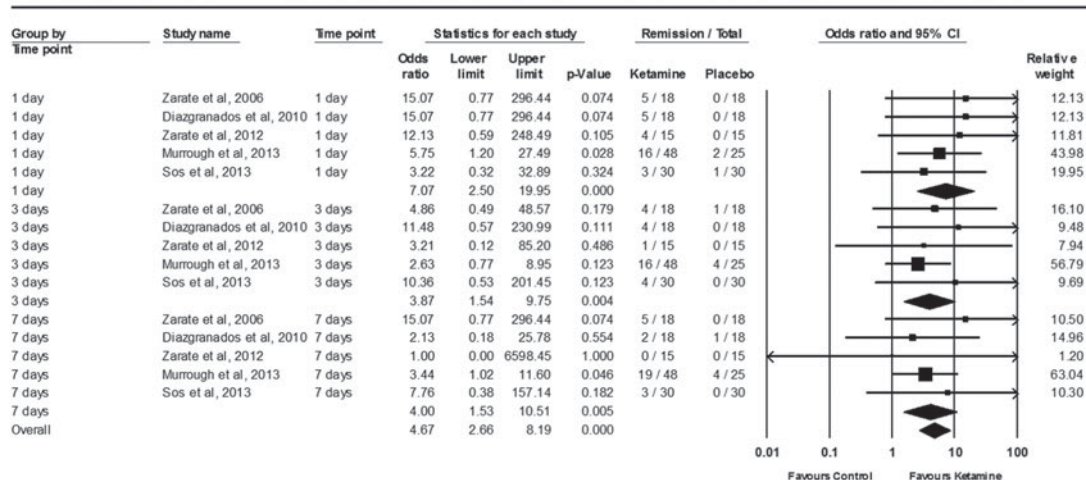 Group by Study name Time point Statistics for each study Remission / Total Odds ratio and 95% CI
Time point
Odds ratio Lower limit Upper limit p-Value Ketamine Placebo Relative weight
1 day Zarate et al, 2006 1 day 15.07 0.77 296.44 0.074 5 / 18 0 / 18 12.13
1 day Diazgranados et al, 2010 1 day 15.07 0.77 296.44 0.074 5 / 18 0 / 18 12.13
1 day Zarate et al, 2012 1 day 12.13 0.59 248.49 0.105 4 / 15 0 / 15 11.81
1 day Murrough et al, 2013 1 day 5.75 1.20 27.49 0.028 16 / 48 2 / 25 43.98
1 day Sos et al, 2013 1 day 3.22 0.32 32.89 0.324 3 / 30 1 / 30 19.95
1 day 7.07 2.50 19.95 0.000
3 days Zarate et al, 2006 3 days 4.86 0.49 48.57 0.179 4 / 18 1 / 18 16.10
3 days Diazgranados et al, 2010 3 days 11.48 0.57 230.99 0.111 4 / 18 0 / 18 9.48
3 days Zarate et al, 2012 3 days 3.21 0.12 85.20 0.486 1 / 15 0 / 15 7.94
3 days Murrough et al, 2013 3 days 2.63 0.77 8.95 0.123 16 / 48 4 / 25 56.79
3 days Sos et al, 2013 3 days 10.36 0.53 201.45 0.123 4 / 30 0 / 30 9.69
3 days 3.87 1.54 9.75 0.004
7 days Zarate et al, 2006 7 days 15.07 0.77 296.44 0.074 5 / 18 0 / 18 10.50
7 days Diazgranados et al, 2010 7 days 2.13 0.18 25.78 0.554 2 / 18 1 / 18 14.96
7 days Zarate et al, 2012 7 days 1.00 0.00 6598.45 1.000 0 / 15 0 / 15 1.20
7 days Murrough et al, 2013 7 days 3.44 1.02 11.60 0.046 19 / 48 4 / 25 63.04
7 days Sos et al, 2013 7 days 7.76 0.38 157.14 0.182 3 / 30 0 / 30 10.30
7 days 4.00 1.53 10.51 0.005
Overall 4.67 2.66 8.19 0.000
0.01 0.1 1 10 100
Favours Control Favours Ketamine